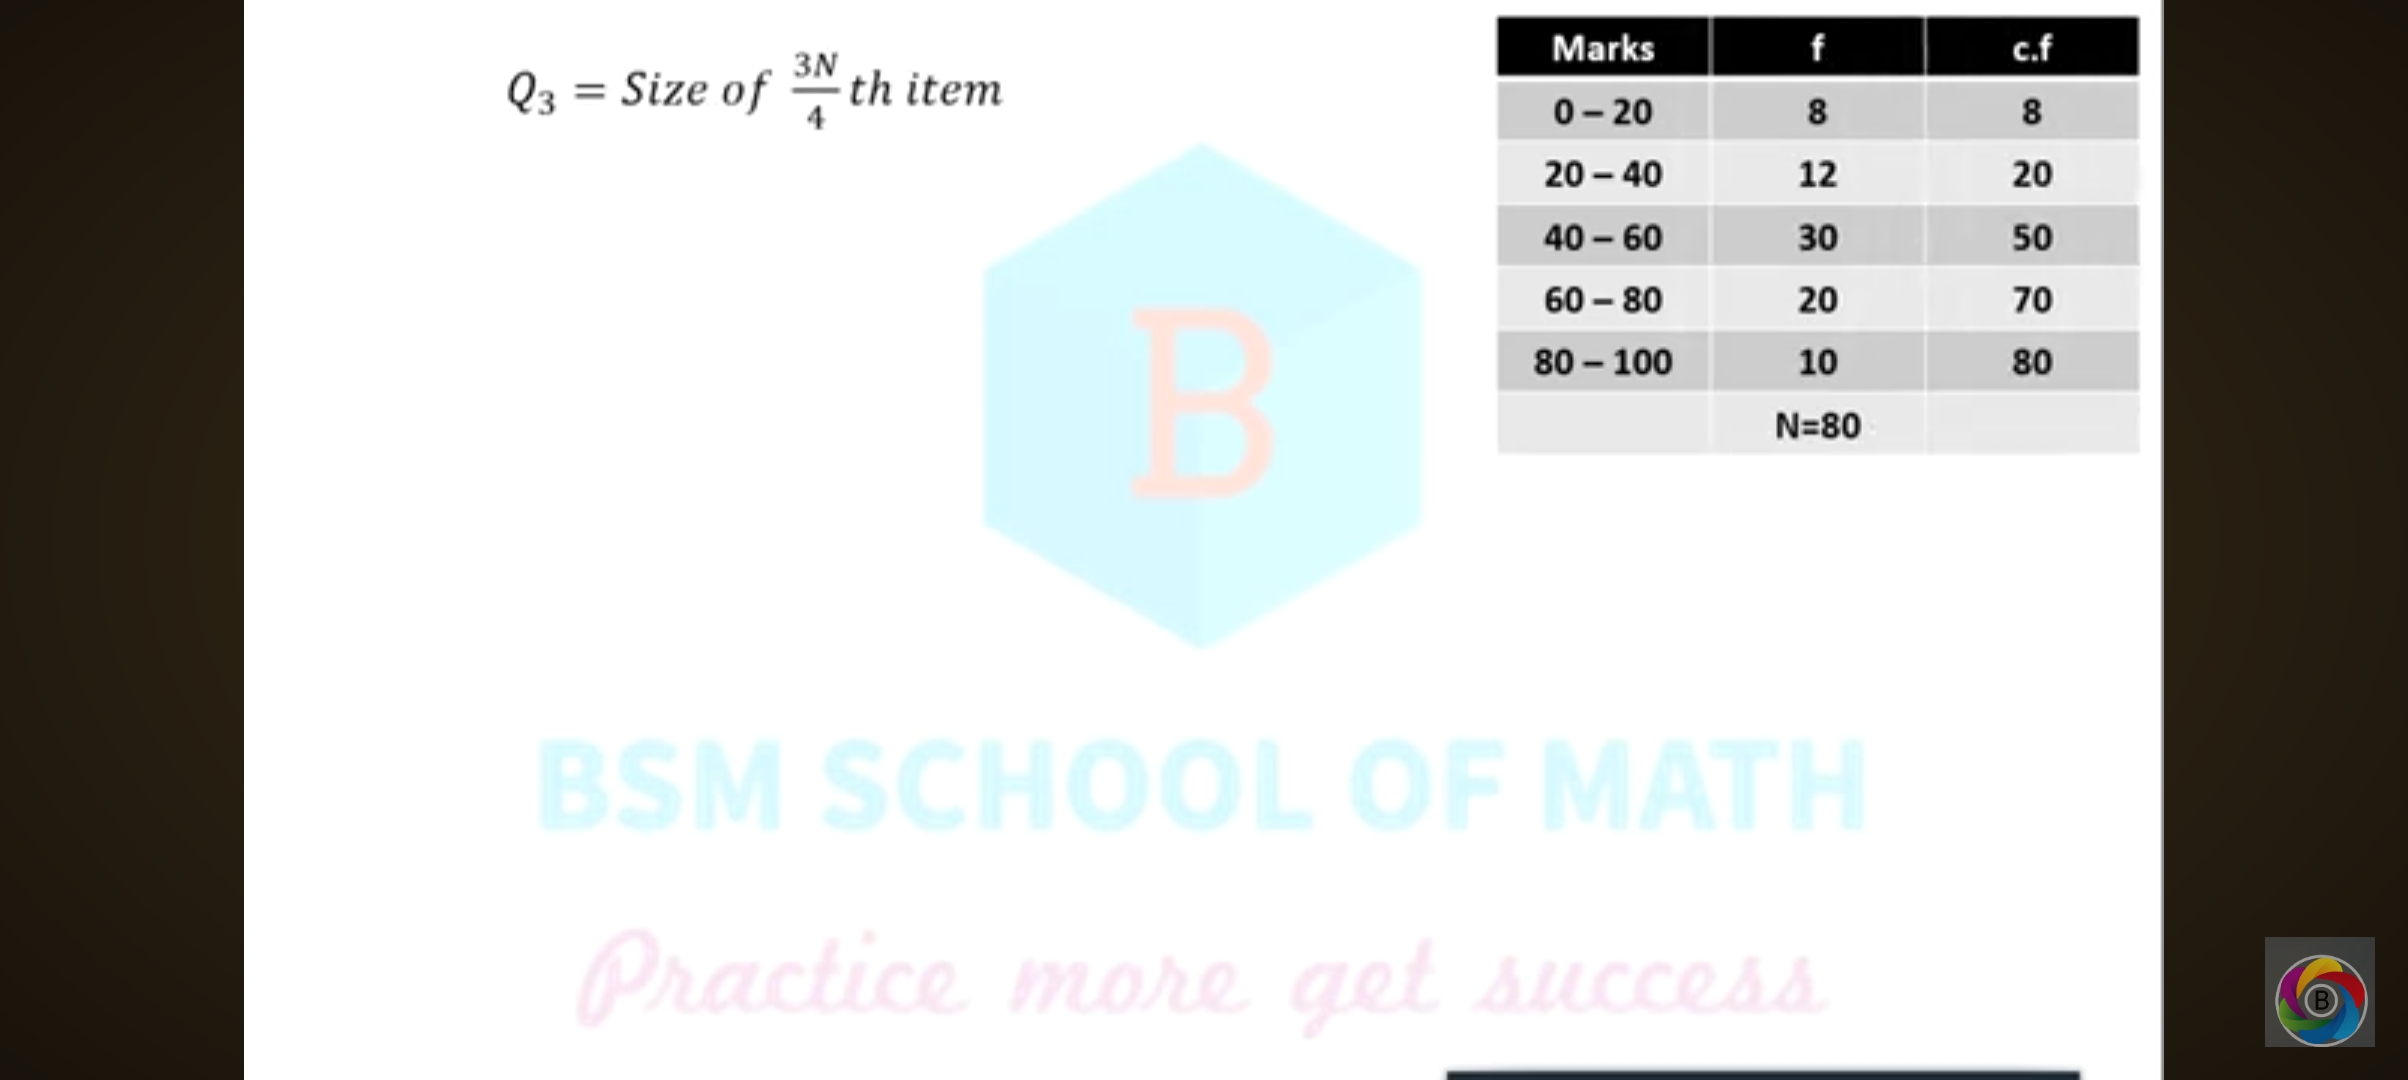 Q₃ = Size of 3N/4 th item
Marks f c.f
0 – 20 8 8
20 – 40 12 20
40 – 60 30 50
60 – 80 20 70
80 – 100 10 80
N=80
B
BSM SCHOOL OF MATH
Practice more get success
B